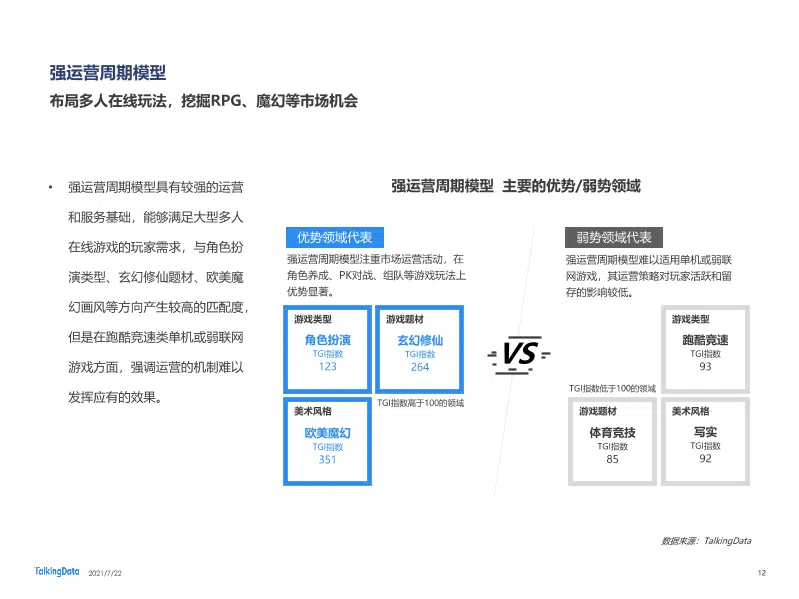 强运营周期模型
布局多人在线玩法，挖掘RPG、魔幻等市场机会
• 强运营周期模型具有较强的运营
和服务基础，能够满足大型多人
在线游戏的玩家需求，与角色扮
演类型、玄幻修仙题材、欧美魔
幻画风等方向产生较高的匹配度，
但是在跑酷竞速类单机或弱联网
游戏方面，强调运营的机制难以
发挥应有的效果。
强运营周期模型 主要的优势/弱势领域
优势领域代表
强运营周期模型注重市场运营活动，在
角色养成、PK对战、组队等游戏玩法上
优势显著。
游戏类型
角色扮演
TGI指数
123
游戏题材
玄幻修仙
TGI指数
264
TGI指数高于100的领域
美术风格
欧美魔幻
TGI指数
351
VS
弱势领域代表
强运营周期模型难以适用单机或弱联
网游戏，其运营策略对玩家活跃和留
存的影响较低。
游戏类型
跑酷竞速
TGI指数
93
TGI指数低于100的领域
游戏题材
体育竞技
TGI指数
85
美术风格
写实
TGI指数
92
数据来源：TalkingData
TalkingData 2021/7/22
12